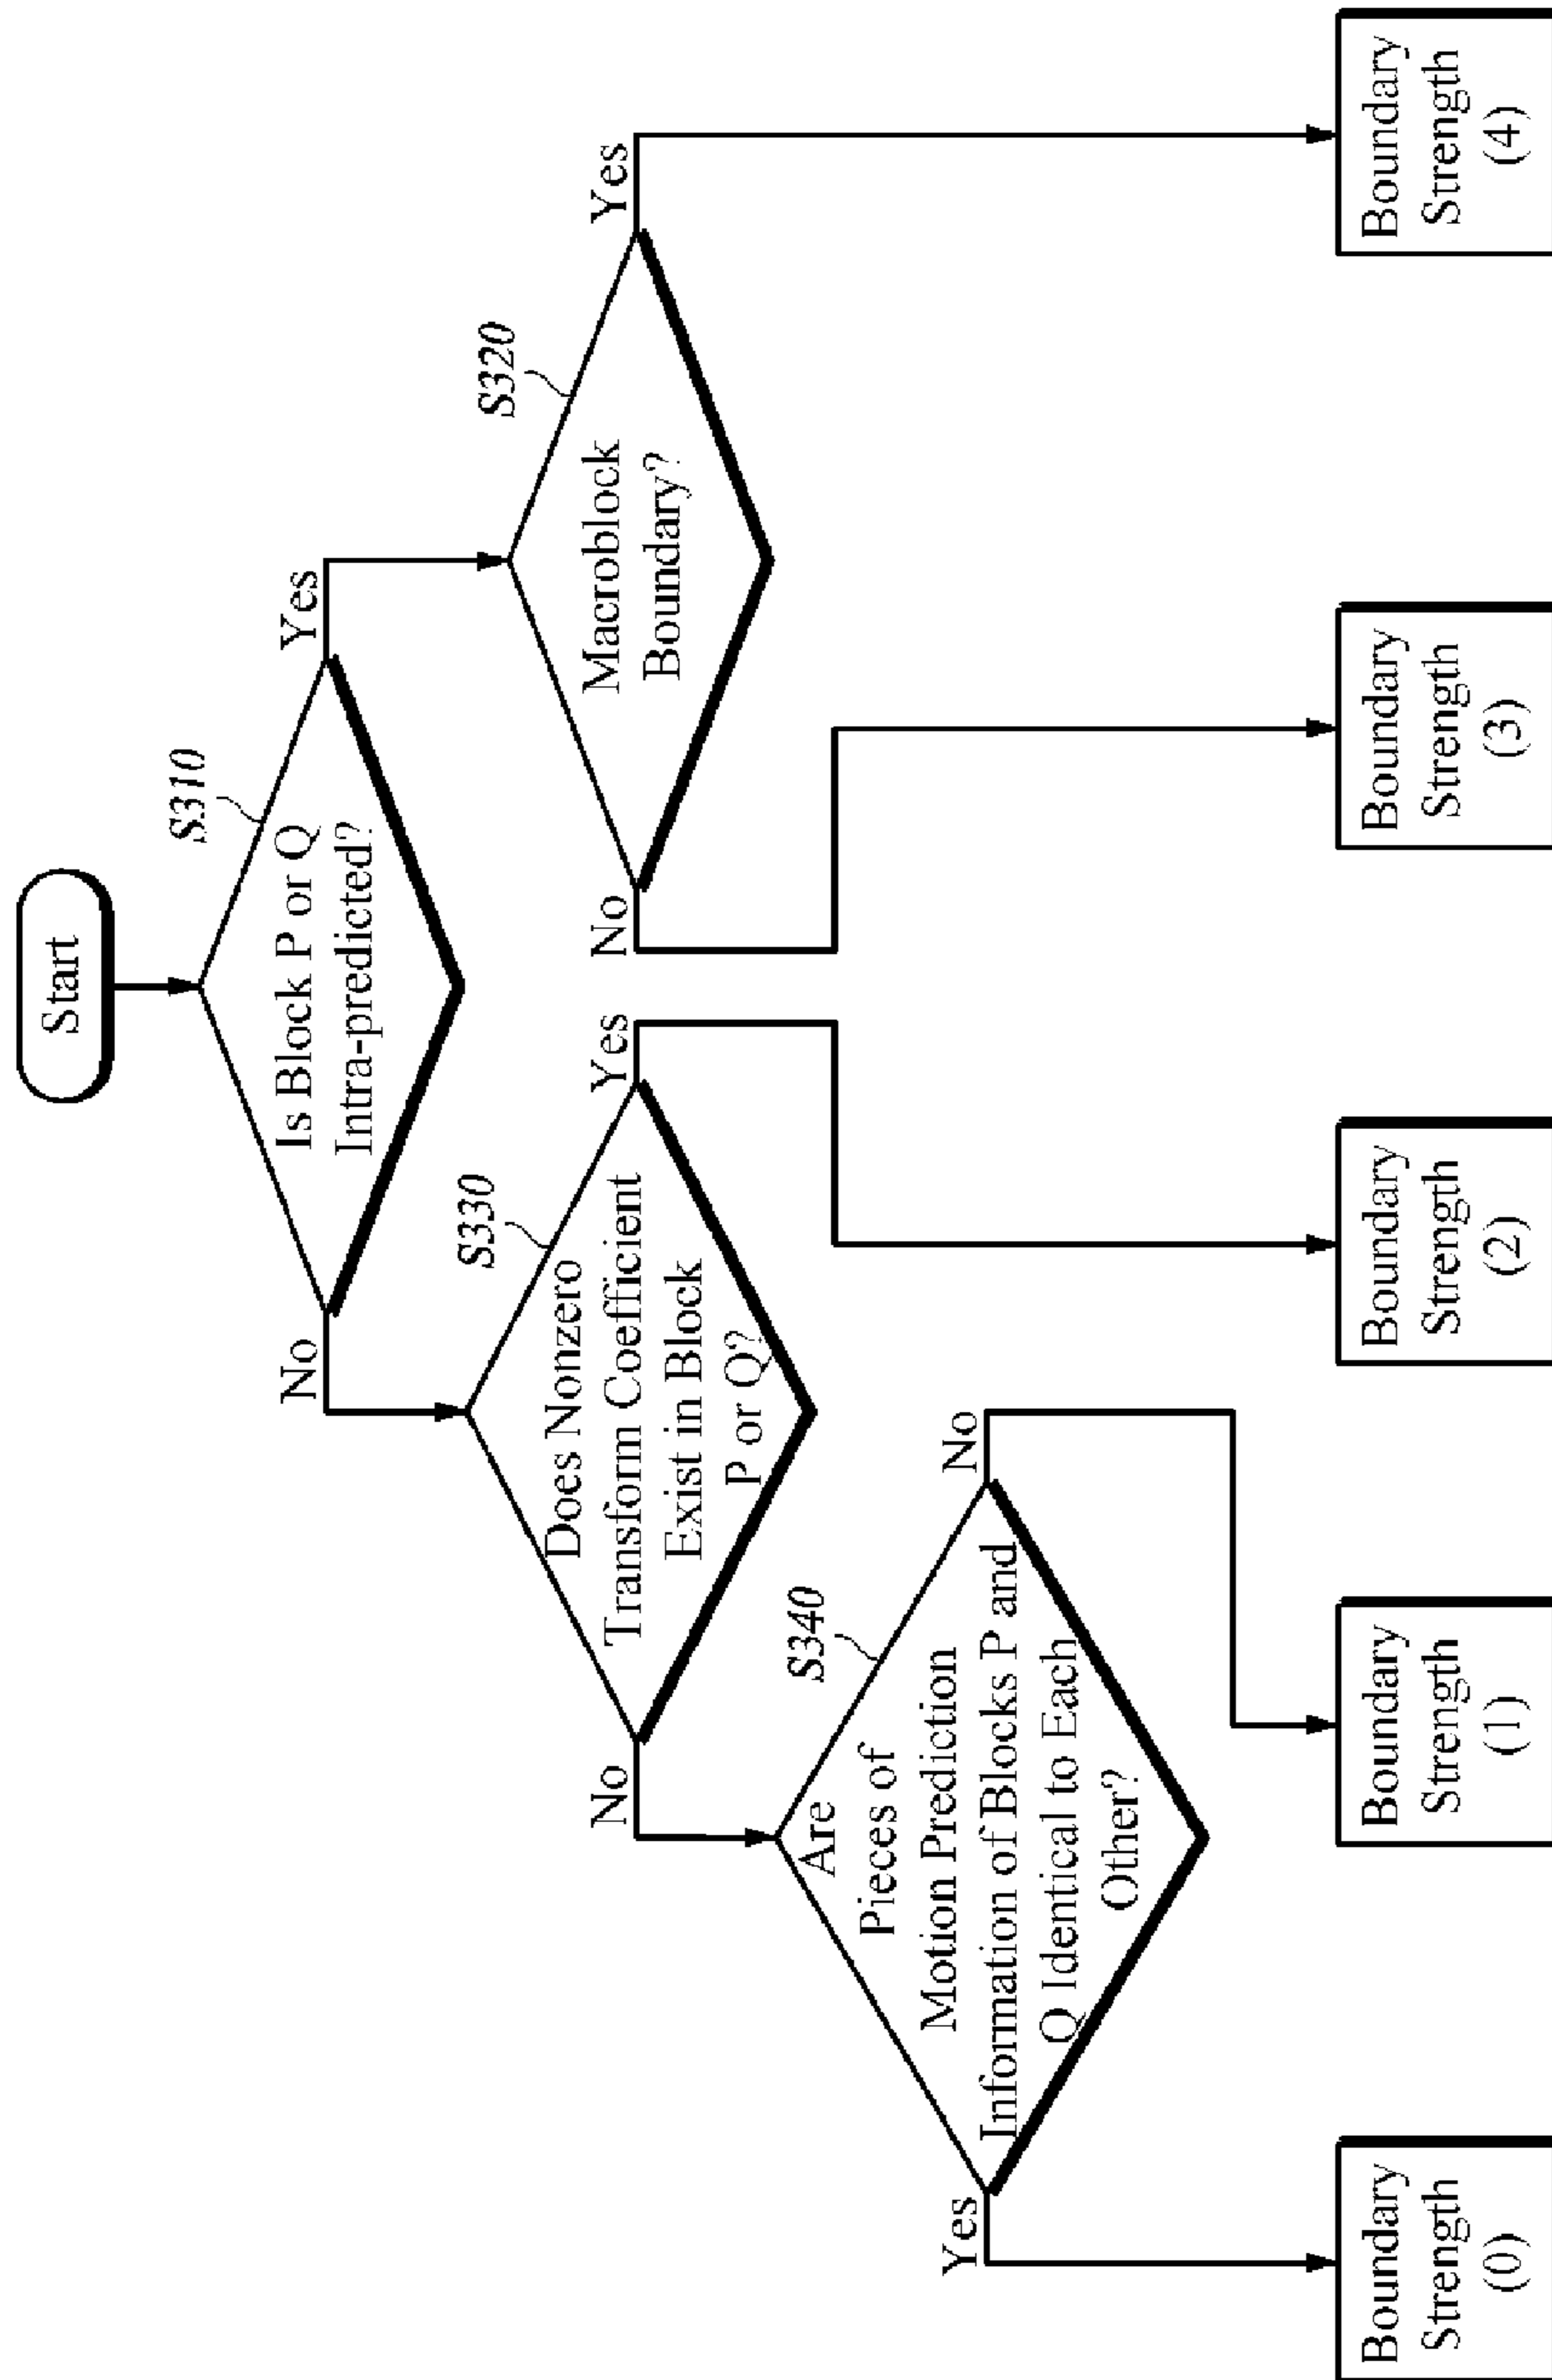 Start
S310
Is Block P or Q
Intra-predicted?
No
Yes
S330
Does Nonzero
Transform Coefficient
Exist in Block
P or Q?
S320
Macroblock
Boundary?
No
Yes
No
Yes
S340
Are
Pieces of
Motion Prediction
Information of Blocks P and
Q Identical to Each
Other?
Yes
No
Boundary
Strength
(0)
Boundary
Strength
(1)
Boundary
Strength
(2)
Boundary
Strength
(3)
Boundary
Strength
(4)